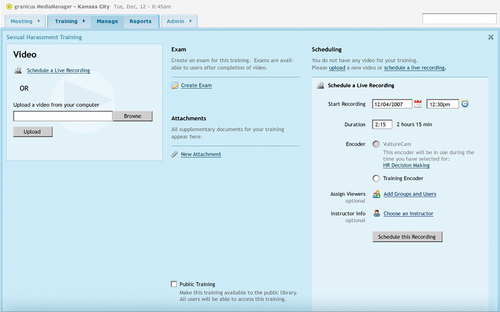 granicus MediaManager - Kansas City Tue, Dec, 12 - 8:45am
Meeting Training Manage Reports Admin
Sexual Harassment Training
Video
Schedule a Live Recording
OR
Upload a video from your computer
Browse
Upload
Exam
Create an exam for this training. Exams are avail-
able to users after completion of video.
Create Exam
Attachments
All supplementary documents for your training
appear here.
New Attachment
Public Training
Make this training available to the public library.
All users will be able to access this training.
Scheduling
You do not have any video for your training.
Please upload a new video or schedule a live recording.
Schedule a Live Recording
Start Recording 12/04/2007 12:30pm
Duration 2:15 2 hours 15 min
Encoder VultureCam
This encoder will be in use during the
time you have selected for:
HR Decision Making
Training Encoder
Assign Viewers Add Groups and Users
optional
Instructor Info Choose an Instructor
optional
Schedule this Recording